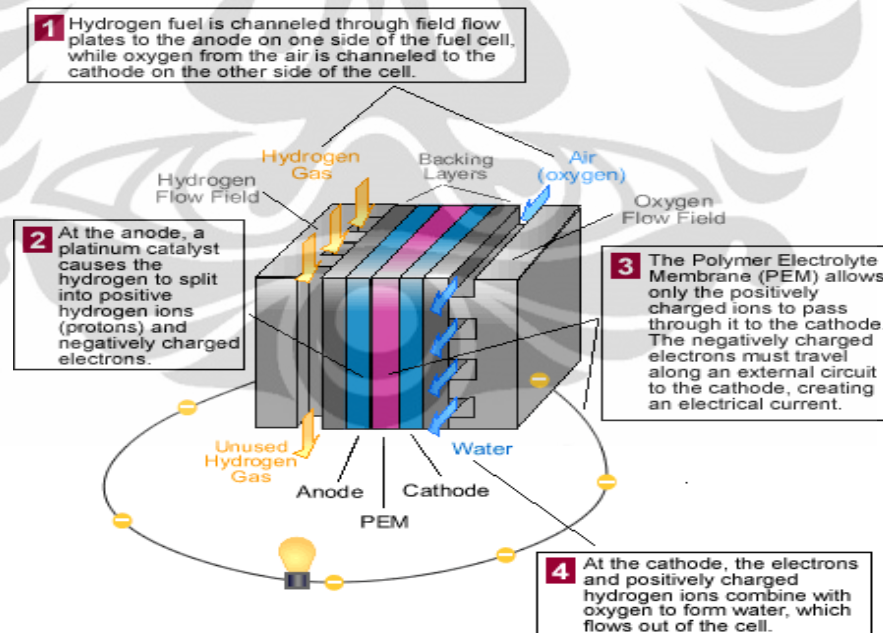 1 Hydrogen fuel is channeled through field flow
plates to the anode on one side of the fuel cell,
while oxygen from the air is channeled to the
cathode on the other side of the cell.
Hydrogen
Gas
Backing
Layers
Air
(oxygen)
Hydrogen
Flow Field
Oxygen
Flow Field
2 At the anode, a
platinum catalyst
causes the
hydrogen to split
into positive
hydrogen ions
(protons) and
negatively charged
electrons.
3 The Polymer Electrolyte
Membrane (PEM) allows
only the positively
charged ions to pass
through it to the cathode
The negatively charged
electrons must travel
along an external circuit
to the cathode, creating
an electrical current.
Unused
Hydrogen
Gas
Water
Anode
Cathode
PEM
4 At the cathode, the electrons
and positively charged
hydrogen ions combine with
oxygen to form water, which
flows out of the cell.